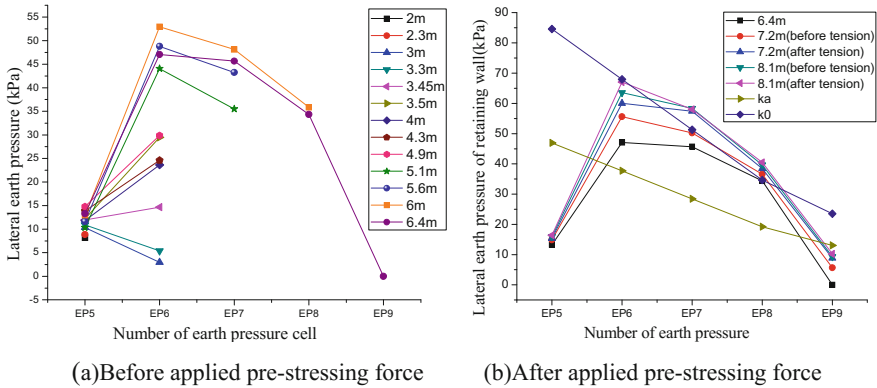 55
50
45
40
35
30
25
20
15
10
5
0
5
Lateral earth pressure (kPa)
EP5 EP6 EP7 EP8 EP9
Number of earth pressure cell
2m
2.3m
3m
3.3m
3.45m
3.5m
4m
4.3m
4.9m
5.1m
5.6m
6m
6.4m
(a)Before applied pre-stressing force
90
80
70
60
50
40
30
20
10
0
Lateral earth pressure of retaining wall(kPa)
EP5 EP6 EP7 EP8 EP9
Number of earth pressure
6.4m
7.2m(before tension)
7.2m(after tension)
8.1m(before tension)
8.1m(after tension)
ka
k0
(b)After applied pre-stressing force